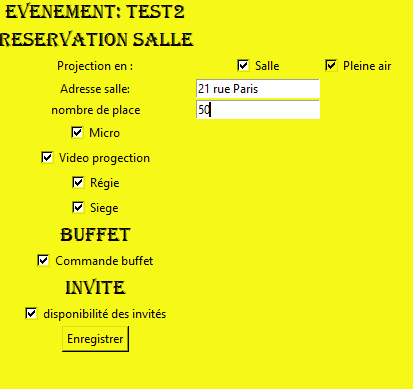 EVENEMENT: TEST2
RESERVATION SALLE
Projection en : Salle Pleine air
Adresse salle: 21 rue Paris
nombre de place 50
Micro
Video progection
Régie
Siege
BUFFET
Commande buffet
INVITE
disponibilité des invités
Enregistrer